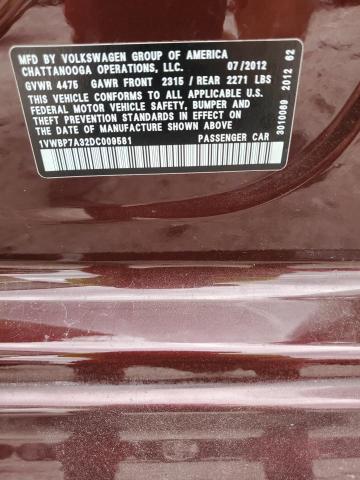 MFD BY VOLKSWAGEN GROUP OF AMERICA
CHATTANOOGA OPERATIONS, LLC. 07/2012
GVWR 4475 GAWR FRONT 2315 / REAR 2271 LBS
THIS VEHICLE CONFORMS TO ALL APPLICABLE U.S.
FEDERAL MOTOR VEHICLE SAFETY, BUMPER AND
THEFT PREVENTION STANDARDS IN EFFECT ON THE
DATE OF MANUFACTURE SHOWN ABOVE.
1VWBP7A32DC009581 PASSENGER CAR
3010069 2012 62